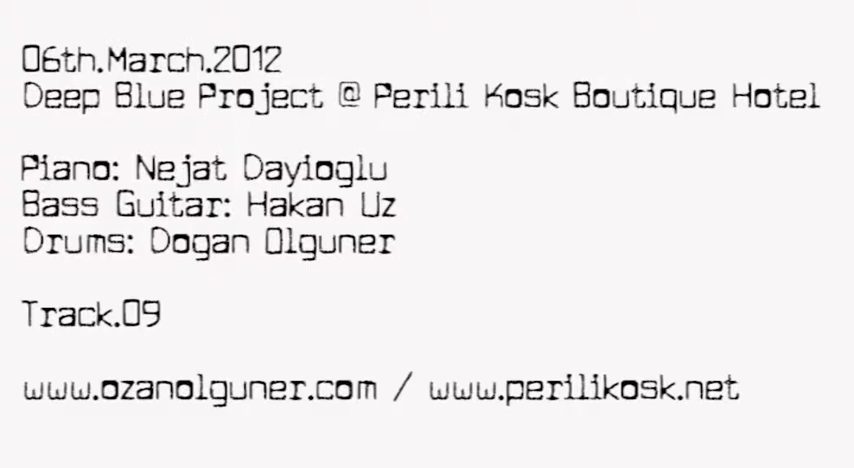 06th.March.2012
Deep Blue Project @ Perili Kosk Boutique Hotel
Piano: Nejat Dayioglu
Bass Guitar: Hakan Uz
Drums: Dogan Olguner
Track.09
www.ozanolguner.com / www.perilikosk.net